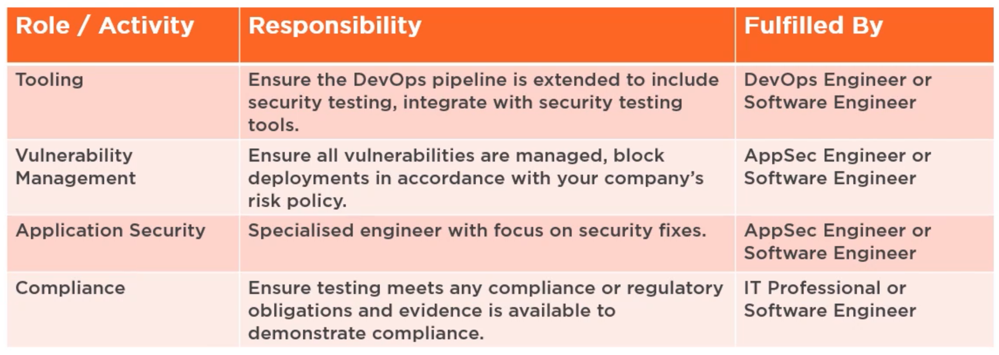 Role / Activity
Responsibility
Fulfilled By
Tooling
Ensure the DevOps pipeline is extended to include
security testing, integrate with security testing
tools.
DevOps Engineer or
Software Engineer
Vulnerability
Management
Ensure all vulnerabilities are managed, block
deployments in accordance with your company’s
risk policy.
AppSec Engineer or
Software Engineer
Application Security
Specialised engineer with focus on security fixes.
AppSec Engineer or
Software Engineer
Compliance
Ensure testing meets any compliance or regulatory
obligations and evidence is available to
demonstrate compliance.
IT Professional or
Software Engineer